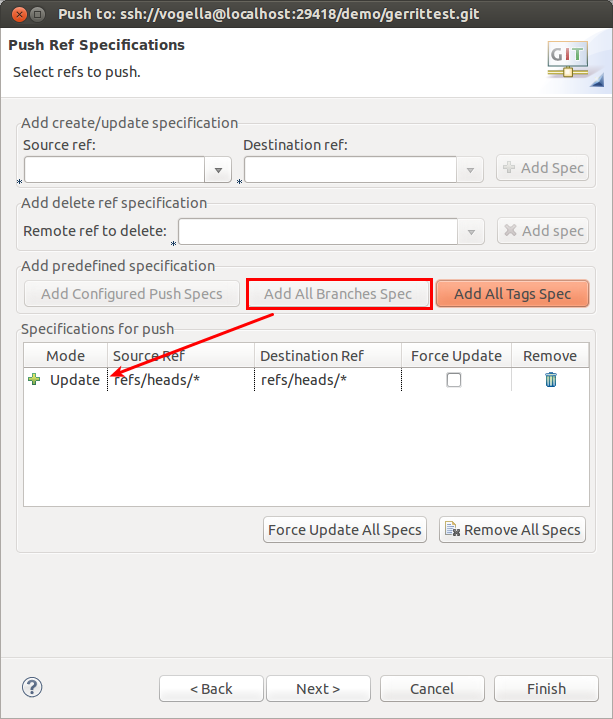 Push to: ssh://vogella@localhost:29418/demo/gerrittest.git
Push Ref Specifications
Select refs to push.
GIT
Add create/update specification
Source ref: Destination ref:
* * Add Spec
Add delete ref specification
Remote ref to delete: * Add spec
Add predefined specification
Add Configured Push Specs Add All Branches Spec Add All Tags Spec
Specifications for push
Mode Source Ref Destination Ref Force Update Remove
Update refs/heads/* refs/heads/*
Force Update All Specs Remove All Specs
? < Back Next > Cancel Finish